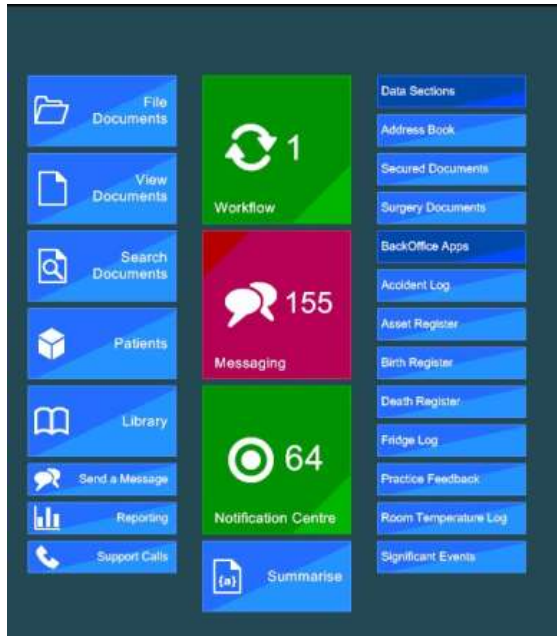 File
Documents
View
Documents
Search
Documents
Patients
Library
Send a Message
Reporting
Support Calls
1
Workflow
155
Messaging
64
Notification Centre
{a}
Summarise
Data Sections
Address Book
Secured Documents
Surgery Documents
BackOffice Apps
Accident Log
Asset Register
Birth Register
Death Register
Fridge Log
Practice Feedback
Room Temperature Log
Significant Events